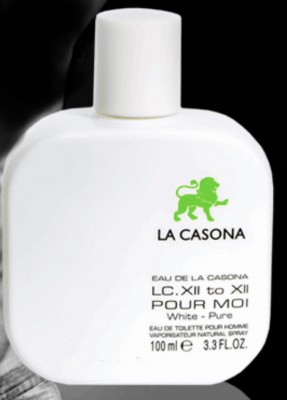 LA CASONA
EAU DE LA CASONA
LC.XII to XII
POUR MOI
White - Pure
EAU DE TOILETTE POUR HOMME
VAPORISATEUR NATURAL SPRAY
100 ml e 3.3 FL.OZ.